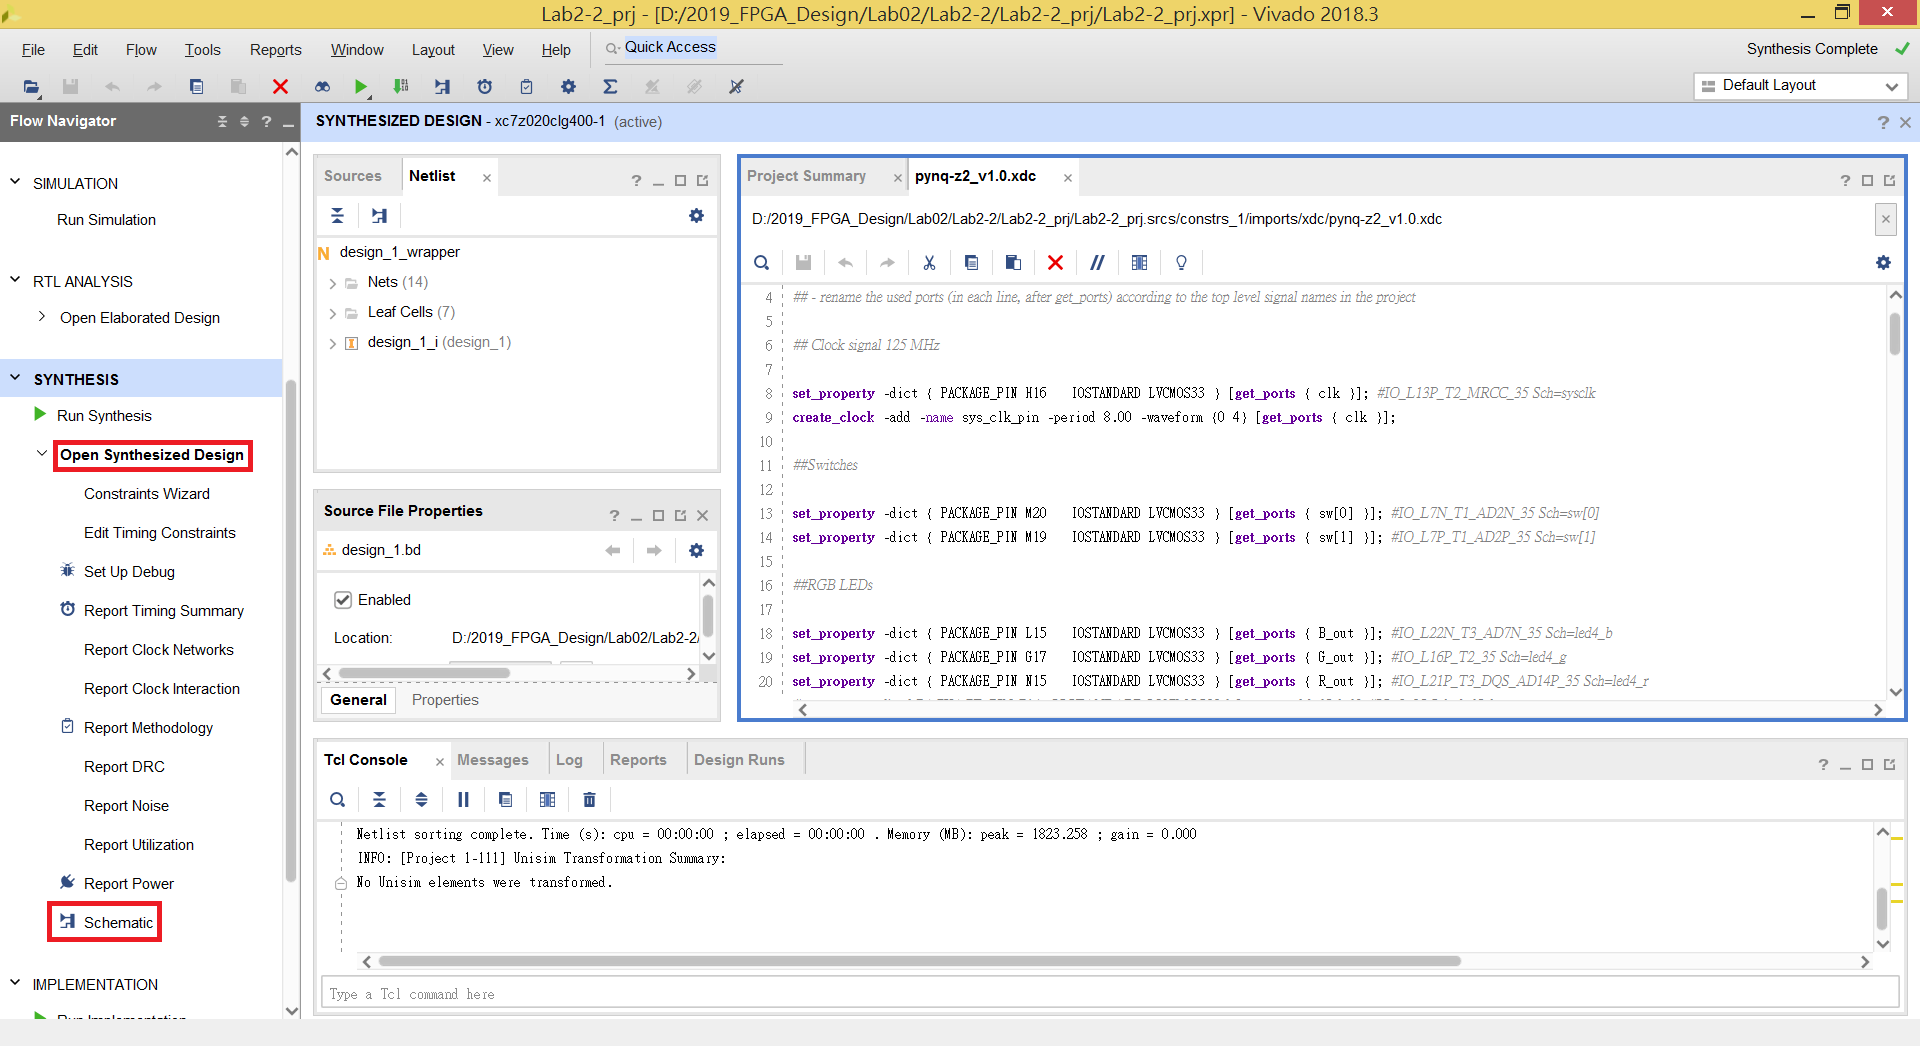 Lab2-2_prj - [D:/2019_FPGA_Design/Lab02/Lab2-2/Lab2-2_prj/Lab2-2_prj.xpr] - Vivado 2018.3
File Edit Flow Tools Reports Window Layout View Help Quick Access
Synthesis Complete
Default Layout
Flow Navigator
SIMULATION
Run Simulation
RTL ANALYSIS
Open Elaborated Design
SYNTHESIS
Run Synthesis
Open Synthesized Design
Constraints Wizard
Edit Timing Constraints
Set Up Debug
Report Timing Summary
Report Clock Networks
Report Clock Interaction
Report Methodology
Report DRC
Report Noise
Report Utilization
Report Power
Schematic
IMPLEMENTATION
Run Implementation
SYNTHESIZED DESIGN - xc7z020clg400-1 (active)
Sources Netlist
design_1_wrapper
Nets (14)
Leaf Cells (7)
design_1_i (design_1)
Source File Properties
design_1.bd
Enabled
Location: D:/2019_FPGA_Design/Lab02/Lab2-2/
General Properties
Project Summary pynq-z2_v1.0.xdc
D:/2019_FPGA_Design/Lab02/Lab2-2/Lab2-2_prj/Lab2-2_prj.srcs/constrs_1/imports/xdc/pynq-z2_v1.0.xdc
4 ## - rename the used ports (in each line, after get_ports) according to the top level signal names in the project
5
6 ## Clock signal 125 MHz
7
8 set_property -dict { PACKAGE_PIN H16 IOSTANDARD LVCMOS33 } [get_ports { clk }]; #IO_L13P_T2_MRCC_35 Sch=sysclk
9 create_clock -add -name sys_clk_pin -period 8.00 -waveform {0 4} [get_ports { clk }];
10
11 ##Switches
12
13 set_property -dict { PACKAGE_PIN M20 IOSTANDARD LVCMOS33 } [get_ports { sw[0] }]; #IO_L7N_T1_AD2N_35 Sch=sw[0]
14 set_property -dict { PACKAGE_PIN M19 IOSTANDARD LVCMOS33 } [get_ports { sw[1] }]; #IO_L7P_T1_AD2P_35 Sch=sw[1]
15
16 ##RGB LEDs
17
18 set_property -dict { PACKAGE_PIN L15 IOSTANDARD LVCMOS33 } [get_ports { B_out }]; #IO_L22N_T3_AD7N_35 Sch=led4_b
19 set_property -dict { PACKAGE_PIN G17 IOSTANDARD LVCMOS33 } [get_ports { G_out }]; #IO_L16P_T2_35 Sch=led4_g
20 set_property -dict { PACKAGE_PIN N15 IOSTANDARD LVCMOS33 } [get_ports { R_out }]; #IO_L21P_T3_DQS_AD14P_35 Sch=led4_r
Tcl Console Messages Log Reports Design Runs
Netlist sorting complete. Time (s): cpu = 00:00:00 ; elapsed = 00:00:00 . Memory (MB): peak = 1823.258 ; gain = 0.000
INFO: [Project 1-111] Unisim Transformation Summary:
No Unisim elements were transformed.
Type a Tcl command here